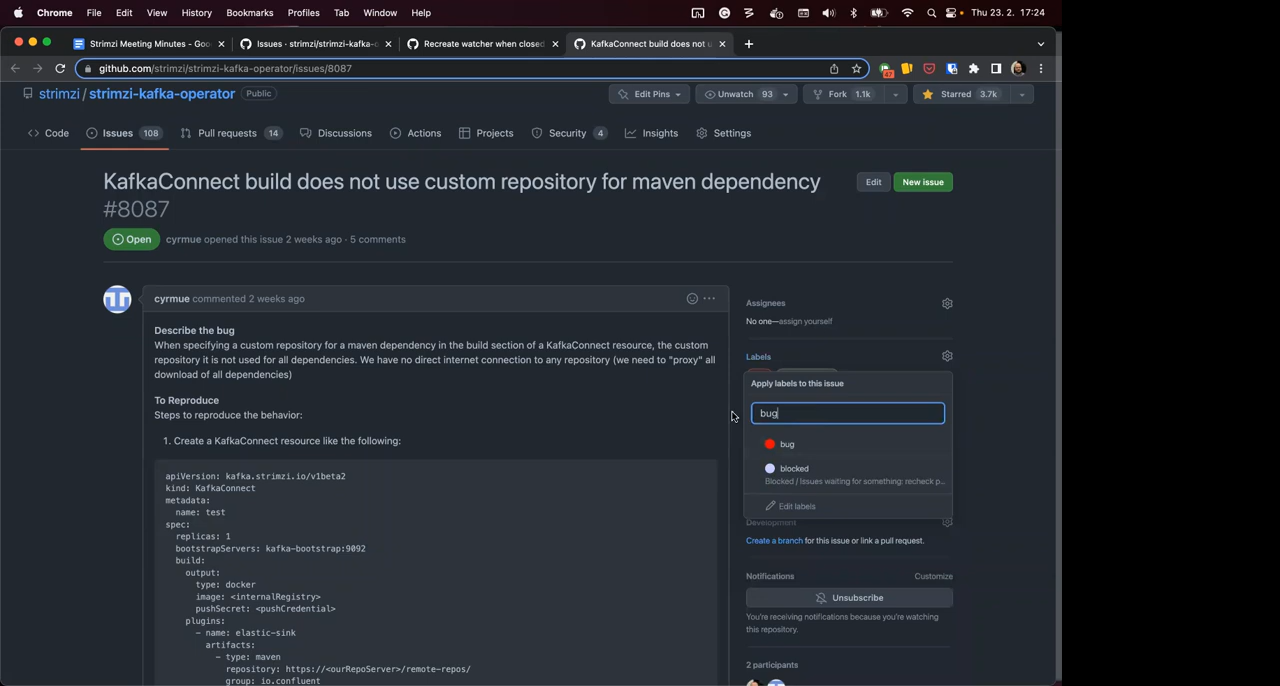 Chrome File Edit View History Bookmarks Profiles Tab Window Help Thu 23. 2. 17:24
Strimzi Meeting Minutes - Goo Issues · strimzi/strimzi-kafka-o Recreate watcher when closed KafkaConnect build does not u
github.com/strimzi/strimzi-kafka-operator/issues/8087 47
strimzi / strimzi-kafka-operator Public Edit Pins Unwatch 93 Fork 1.1k Starred 3.7k
Code Issues 108 Pull requests 14 Discussions Actions Projects Security 4 Insights Settings
KafkaConnect build does not use custom repository for maven dependency
#8087
Edit New issue
Open cyrmue opened this issue 2 weeks ago · 5 comments
cyrmue commented 2 weeks ago
Describe the bug
When specifying a custom repository for a maven dependency in the build section of a KafkaConnect resource, the custom
repository it is not used for all dependencies. We have no direct internet connection to any repository (we need to "proxy" all
download of all dependencies)
To Reproduce
Steps to reproduce the behavior:
1. Create a KafkaConnect resource like the following:
apiVersion: kafka.strimzi.io/v1beta2
kind: KafkaConnect
metadata:
name: test
spec:
replicas: 1
bootstrapServers: kafka-bootstrap:9092
build:
output:
type: docker
image: <internalRegistry>
pushSecret: <pushCredential>
plugins:
- name: elastic-sink
artifacts:
- type: maven
repository: https://<ourRepoServer>/remote-repos/
group: io.confluent
Assignees
No one—assign yourself
Labels
Apply labels to this issue
bug
bug
blocked
Blocked / Issues waiting for something: recheck p...
Edit labels
Development
Create a branch for this issue or link a pull request.
Notifications Customize
Unsubscribe
You're receiving notifications because you're watching
this repository.
2 participants